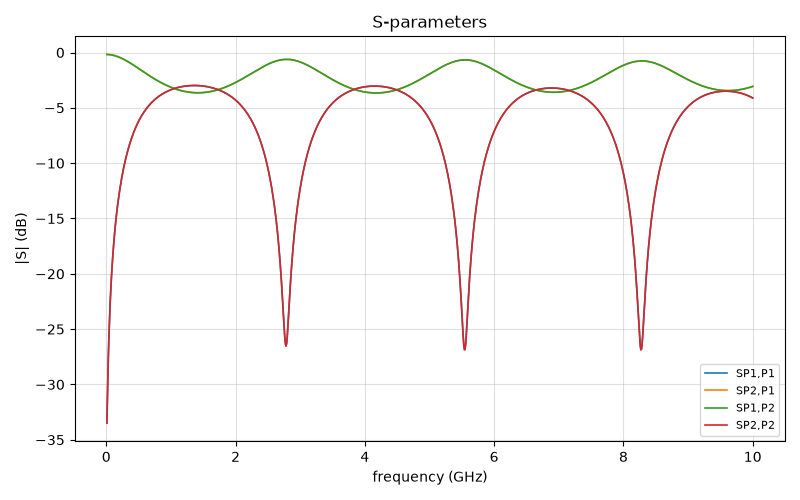 S-parameters
0
−5
−10
−15
−20
−25
−30
−35
|S| (dB)
0
2
4
6
8
10
frequency (GHz)
SP1,P1
SP2,P1
SP1,P2
SP2,P2